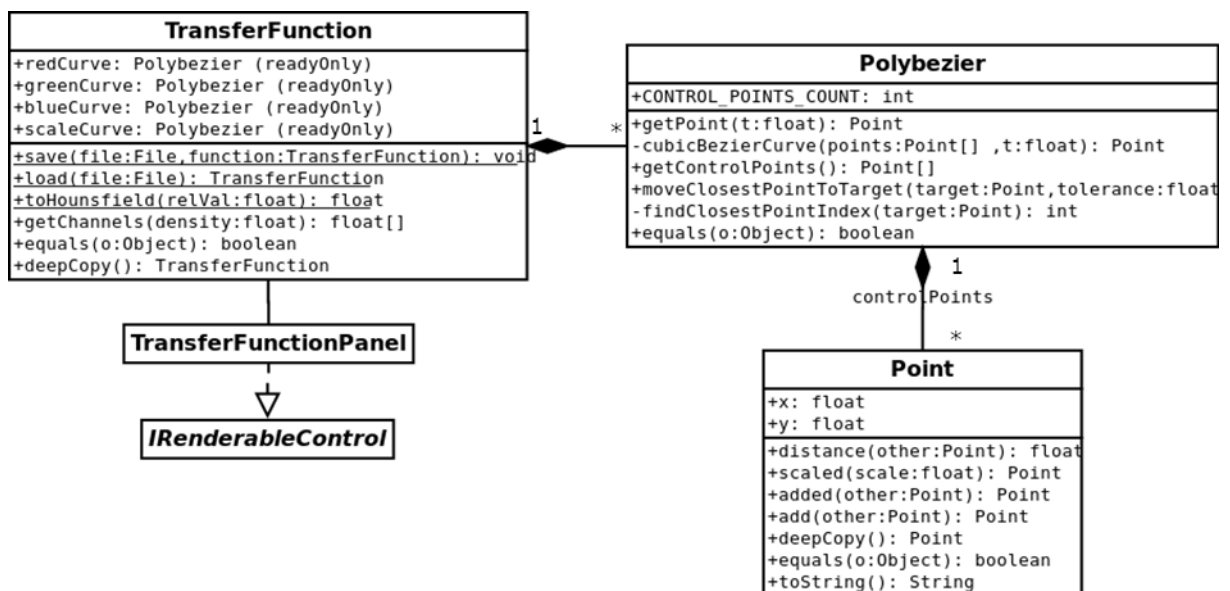 TransferFunction
+redCurve: Polybezier (readyOnly)
+greenCurve: Polybezier (readyOnly)
+blueCurve: Polybezier (readyOnly)
+scaleCurve: Polybezier (readyOnly)
+save(file:File,function:TransferFunction): void
+load(file:File): TransferFunction
+toHounsfield(relVal:float): float
+getChannels(density:float): float[]
+equals(o:Object): boolean
+deepCopy(): TransferFunction
1
*
Polybezier
+CONTROL_POINTS_COUNT: int
+getPoint(t:float): Point
-cubicBezierCurve(points:Point[] ,t:float): Point
+getControlPoints(): Point[]
+moveClosestPointToTarget(target:Point,tolerance:float
-findClosestPointIndex(target:Point): int
+equals(o:Object): boolean
1
controlPoints
*
TransferFunctionPanel
IRenderableControl
Point
+x: float
+y: float
+distance(other:Point): float
+scaled(scale:float): Point
+added(other:Point): Point
+add(other:Point): Point
+deepCopy(): Point
+equals(o:Object): boolean
+toString(): String